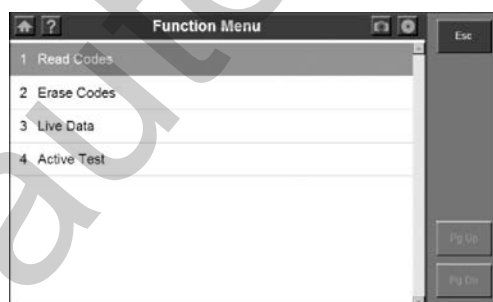 ?
Function Menu
Esc
1 Read Codes
2 Erase Codes
3 Live Data
4 Active Test
Pg Up
Pg Dn